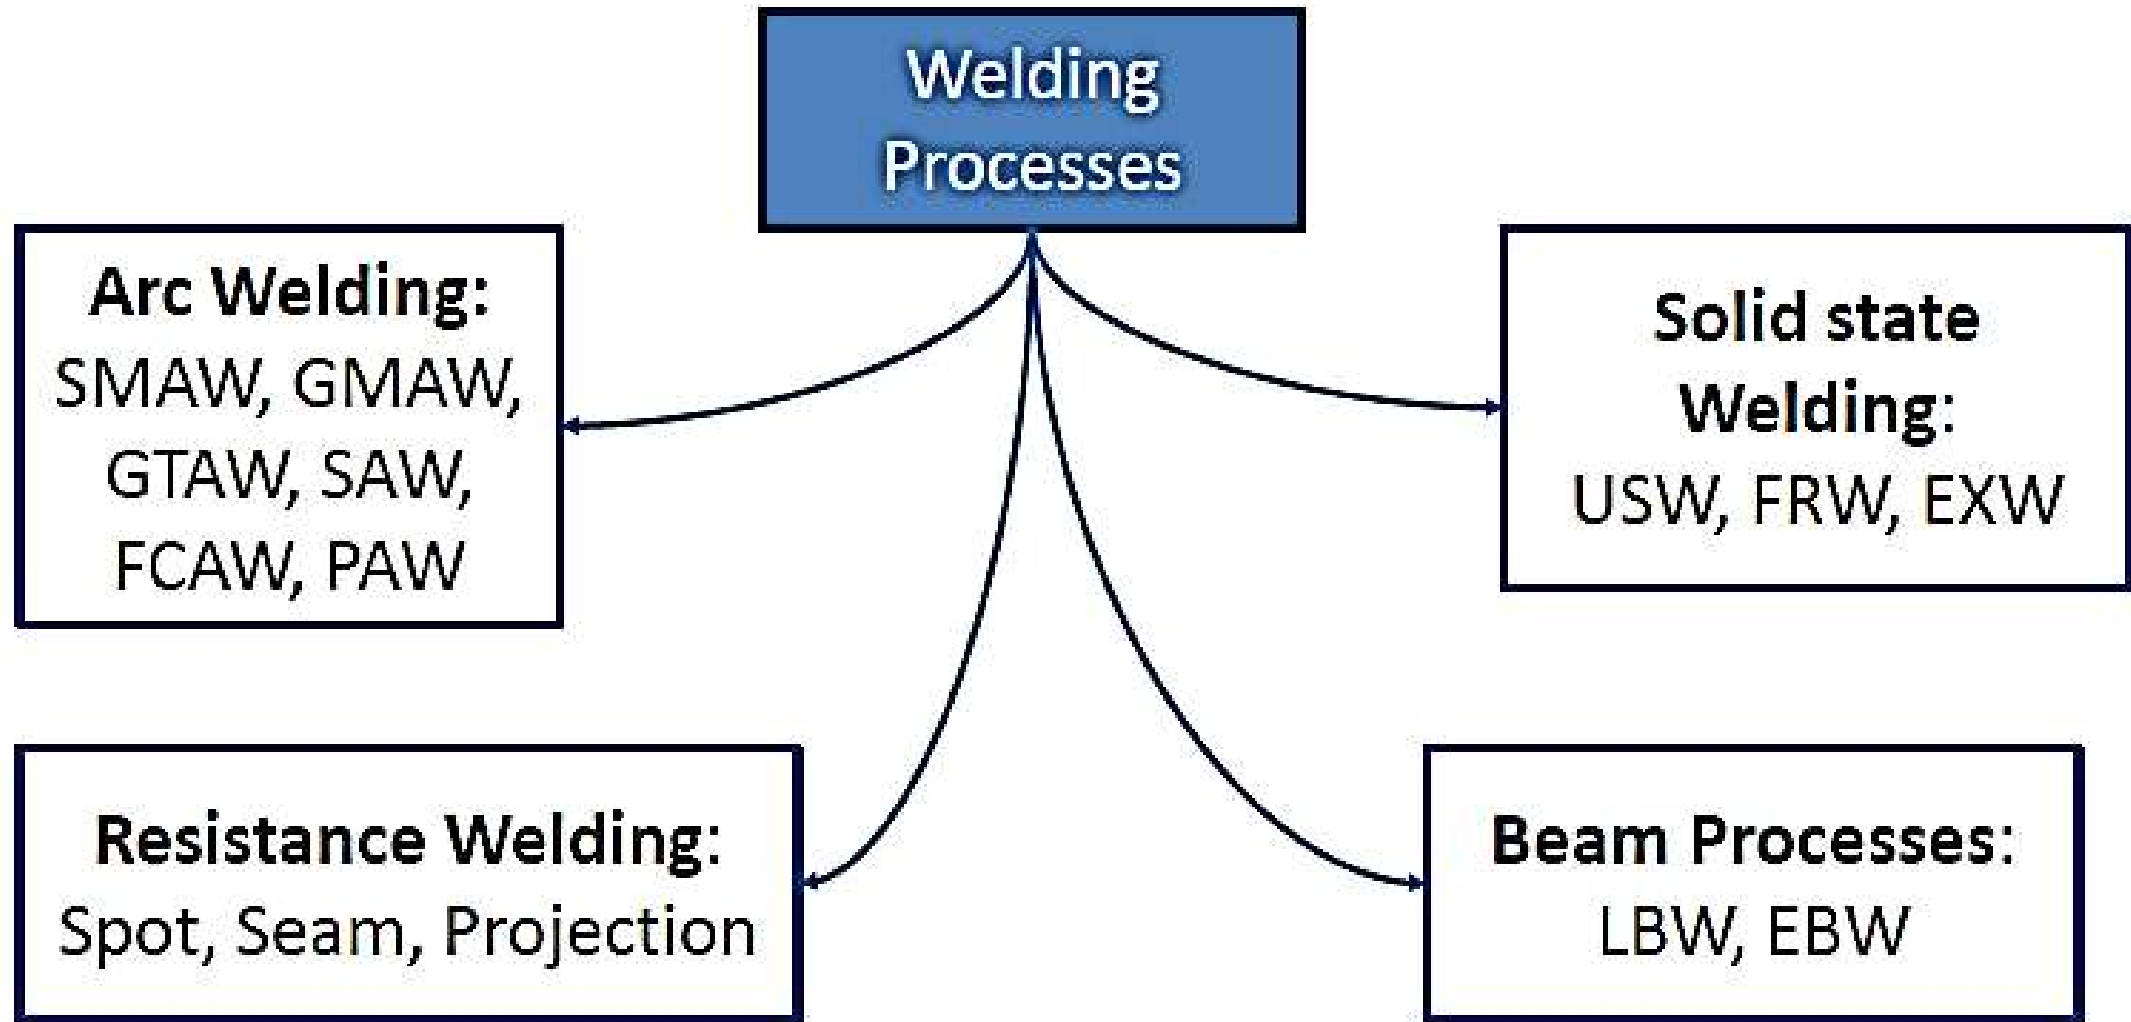 Welding
Processes
Arc Welding:
SMAW, GMAW,
GTAW, SAW,
FCAW, PAW
Solid state
Welding:
USW, FRW, EXW
Resistance Welding:
Spot, Seam, Projection
Beam Processes:
LBW, EBW